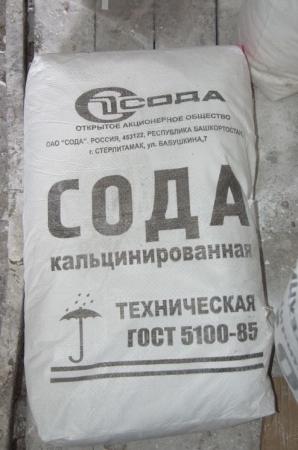 СОДА
ОТКРЫТОЕ АКЦИОНЕРНОЕ ОБЩЕСТВО
ОАО "СОДА". РОССИЯ, 453122, РЕСПУБЛИКА БАШКОРТОСТАН,
г. СТЕРЛИТАМАК, ул. БАБУШКИНА,7
СОДА
кальцинированная
ТЕХНИЧЕСКАЯ
ГОСТ 5100-85